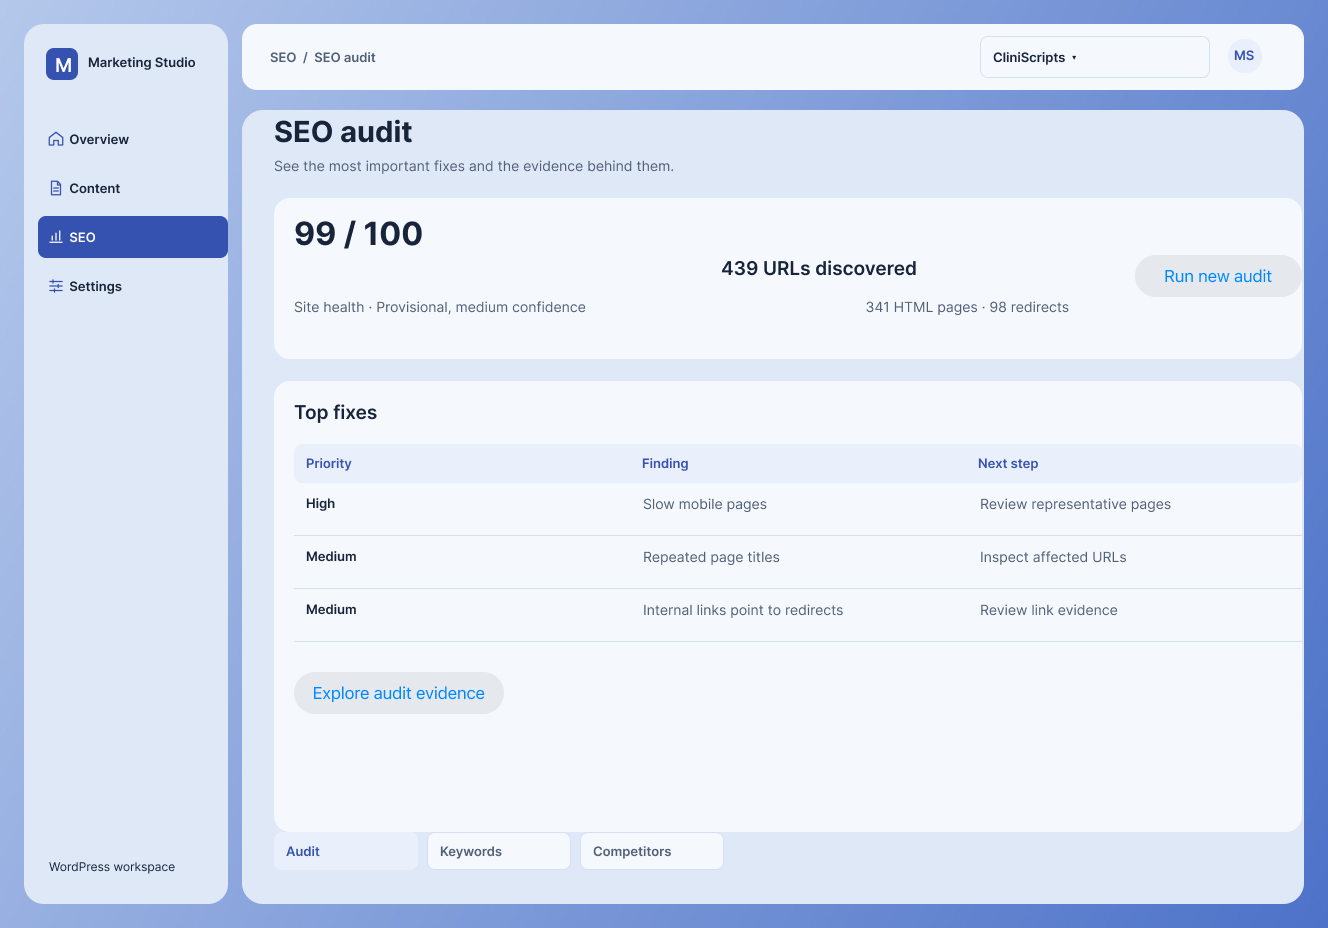 M Marketing Studio
Overview
Content
SEO
Settings
WordPress workspace
SEO / SEO audit
CliniScripts ▾
MS
SEO audit
See the most important fixes and the evidence behind them.
99 / 100
439 URLs discovered
Run new audit
Site health · Provisional, medium confidence
341 HTML pages · 98 redirects
Top fixes
Priority Finding Next step
High Slow mobile pages Review representative pages
Medium Repeated page titles Inspect affected URLs
Medium Internal links point to redirects Review link evidence
Explore audit evidence
Audit Keywords Competitors